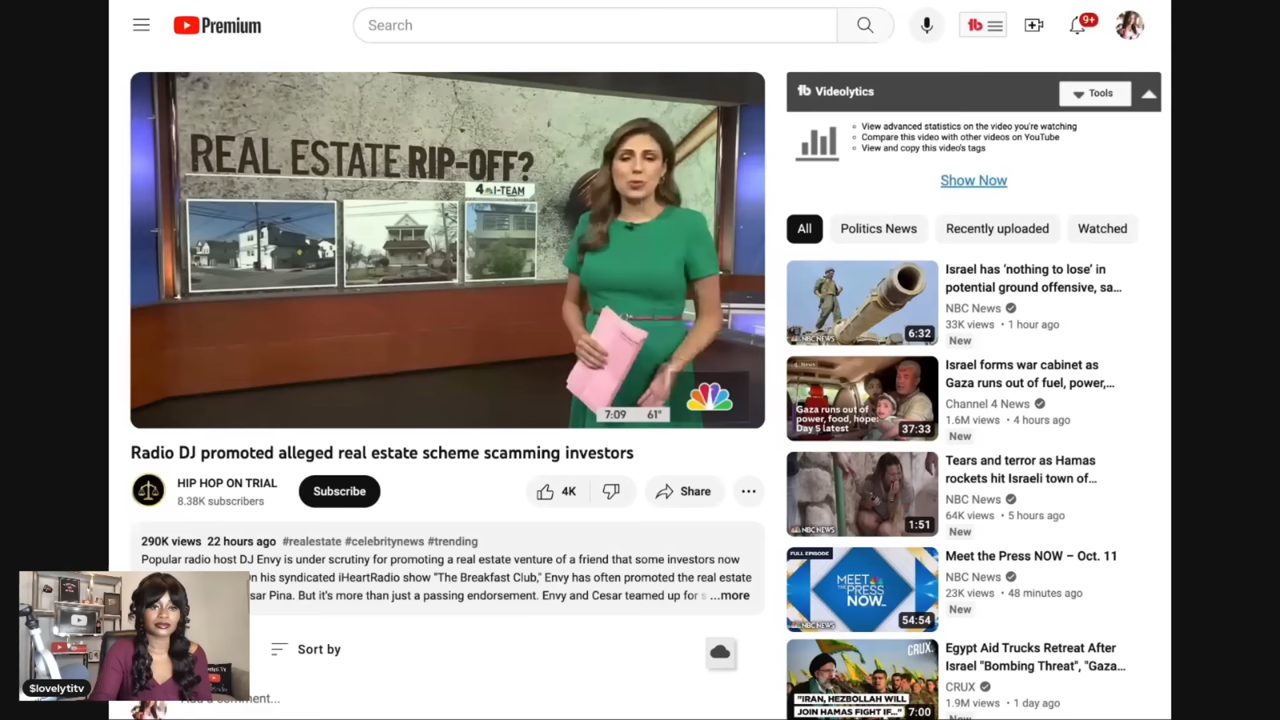 Premium
Search
9+
REAL ESTATE RIP-OFF?
4 I-TEAM
7:09 61°
Radio DJ promoted alleged real estate scheme scamming investors
HIP HOP ON TRIAL
8.38K subscribers
Subscribe
4K
Share
290K views 22 hours ago #realestate #celebritynews #trending
Popular radio host DJ Envy is under scrutiny for promoting a real estate venture of a friend that some investors now
n his syndicated iHeartRadio show "The Breakfast Club," Envy has often promoted the real estate
sar Pina. But it's more than just a passing endorsement. Envy and Cesar teamed up for s ...more
Sort by
Add a comment...
$lovelytitv
Videolytics
Tools
View advanced statistics on the video you're watching
Compare this video with other videos on YouTube
View and copy this video's tags
Show Now
All
Politics News
Recently uploaded
Watched
NBC NEWS
6:32
Israel has 'nothing to lose' in
potential ground offensive, sa...
NBC News
33K views • 1 hour ago
New
Gaza runs out of
power, food, hope:
Day 5 latest
37:33
Israel forms war cabinet as
Gaza runs out of fuel, power,...
Channel 4 News
1.6M views • 4 hours ago
New
NBC NEWS
1:51
Tears and terror as Hamas
rockets hit Israeli town of...
NBC News
64K views • 5 hours ago
New
FULL EPISODE
MEET
THE PRESS
NOW
NBC NEWS
54:54
Meet the Press NOW – Oct. 11
NBC News
23K views • 48 minutes ago
New
CRUX
"IRAN, HEZBOLLAH WILL
JOIN HAMAS FIGHT IF..."
7:00
Egypt Aid Trucks Retreat After
Israel "Bombing Threat", "Gaza...
CRUX
1.9M views • 1 day ago
New